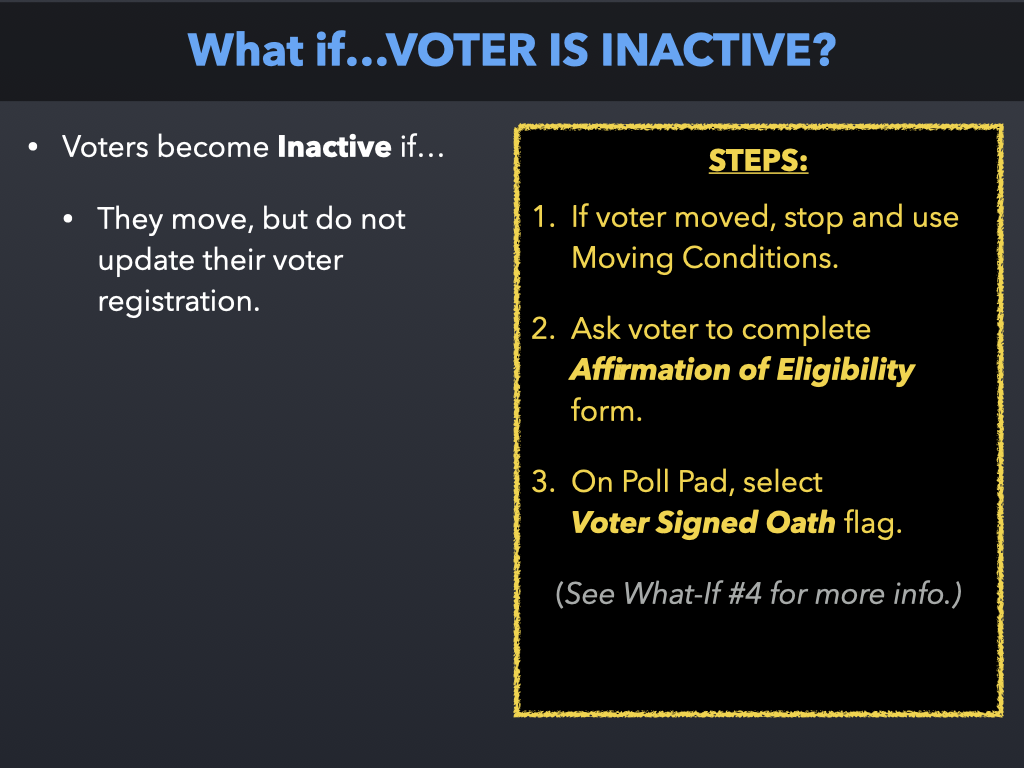 What if...VOTER IS INACTIVE?
• Voters become Inactive if…
• They move, but do not
update their voter
registration.
STEPS:
1. If voter moved, stop and use
Moving Conditions.
2. Ask voter to complete
Affirmation of Eligibility
form.
3. On Poll Pad, select
Voter Signed Oath flag.
(See What-If #4 for more info.)